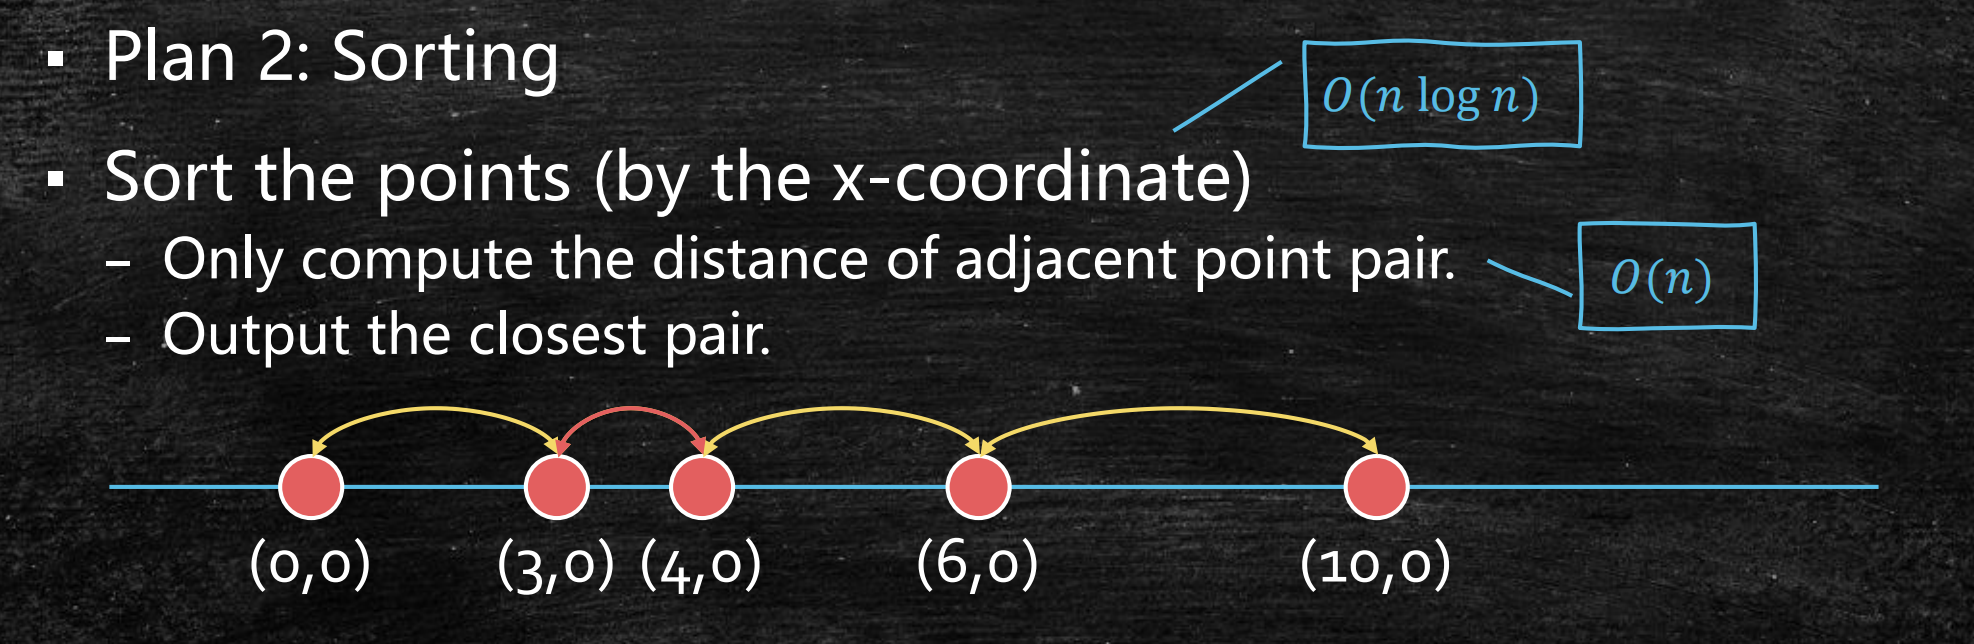 ▪ Plan 2: Sorting
O(n log n)
▪ Sort the points (by the x-coordinate)
– Only compute the distance of adjacent point pair.
O(n)
– Output the closest pair.
(0,0) (3,0) (4,0) (6,0) (10,0)